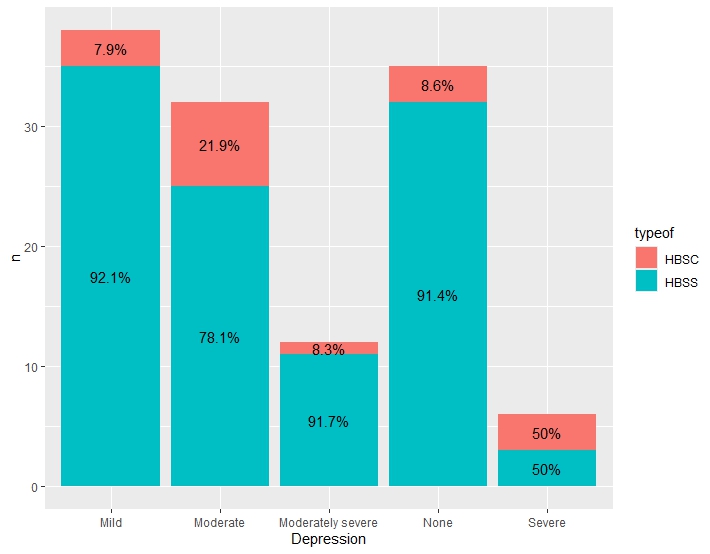 7.9%
8.6%
21.9%
92.1%
78.1%
91.4%
8.3%
91.7%
50%
50%
n
30
20
10
0
Mild
Moderate
Moderately severe
None
Severe
Depression
typeof
HBSC
HBSS